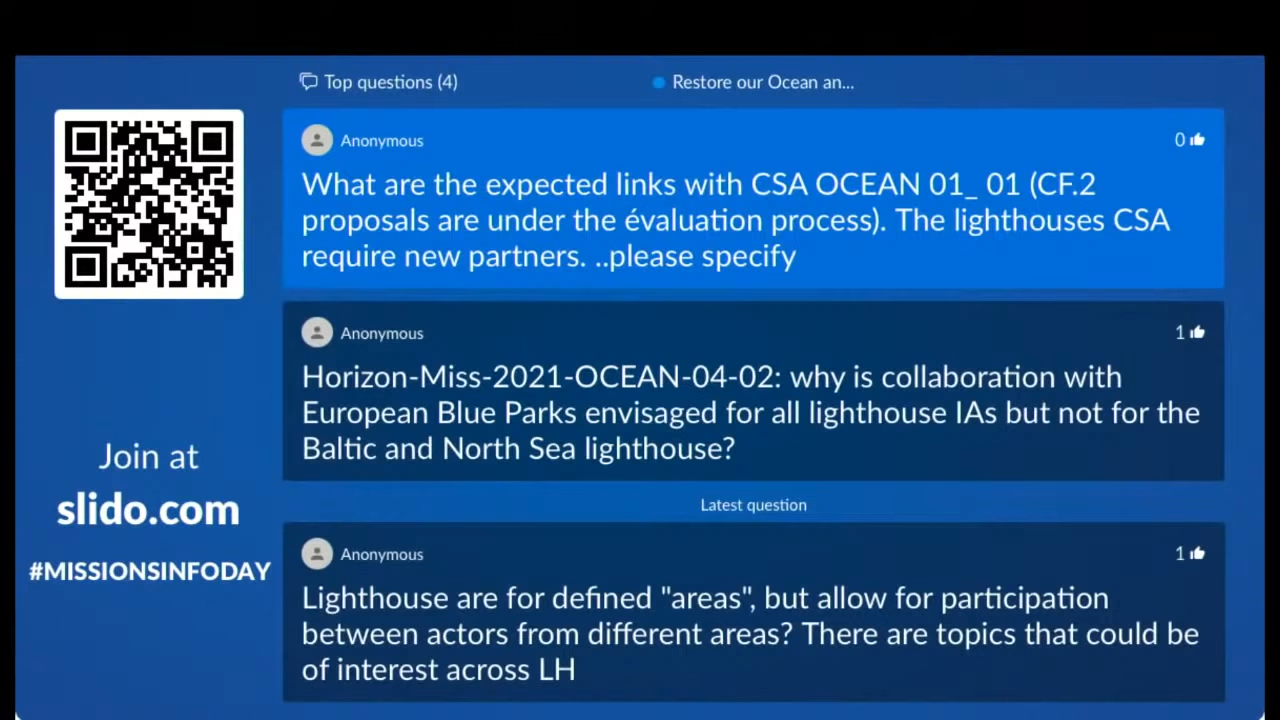 Top questions (4)
Restore our Ocean an...
Anonymous
0
What are the expected links with CSA OCEAN 01_ 01 (CF.2
proposals are under the évaluation process). The lighthouses CSA
require new partners. ..please specify
Anonymous
1
Horizon-Miss-2021-OCEAN-04-02: why is collaboration with
European Blue Parks envisaged for all lighthouse IAs but not for the
Baltic and North Sea lighthouse?
Latest question
Anonymous
1
Lighthouse are for defined "areas", but allow for participation
between actors from different areas? There are topics that could be
of interest across LH
Join at
slido.com
#MISSIONSINFODAY